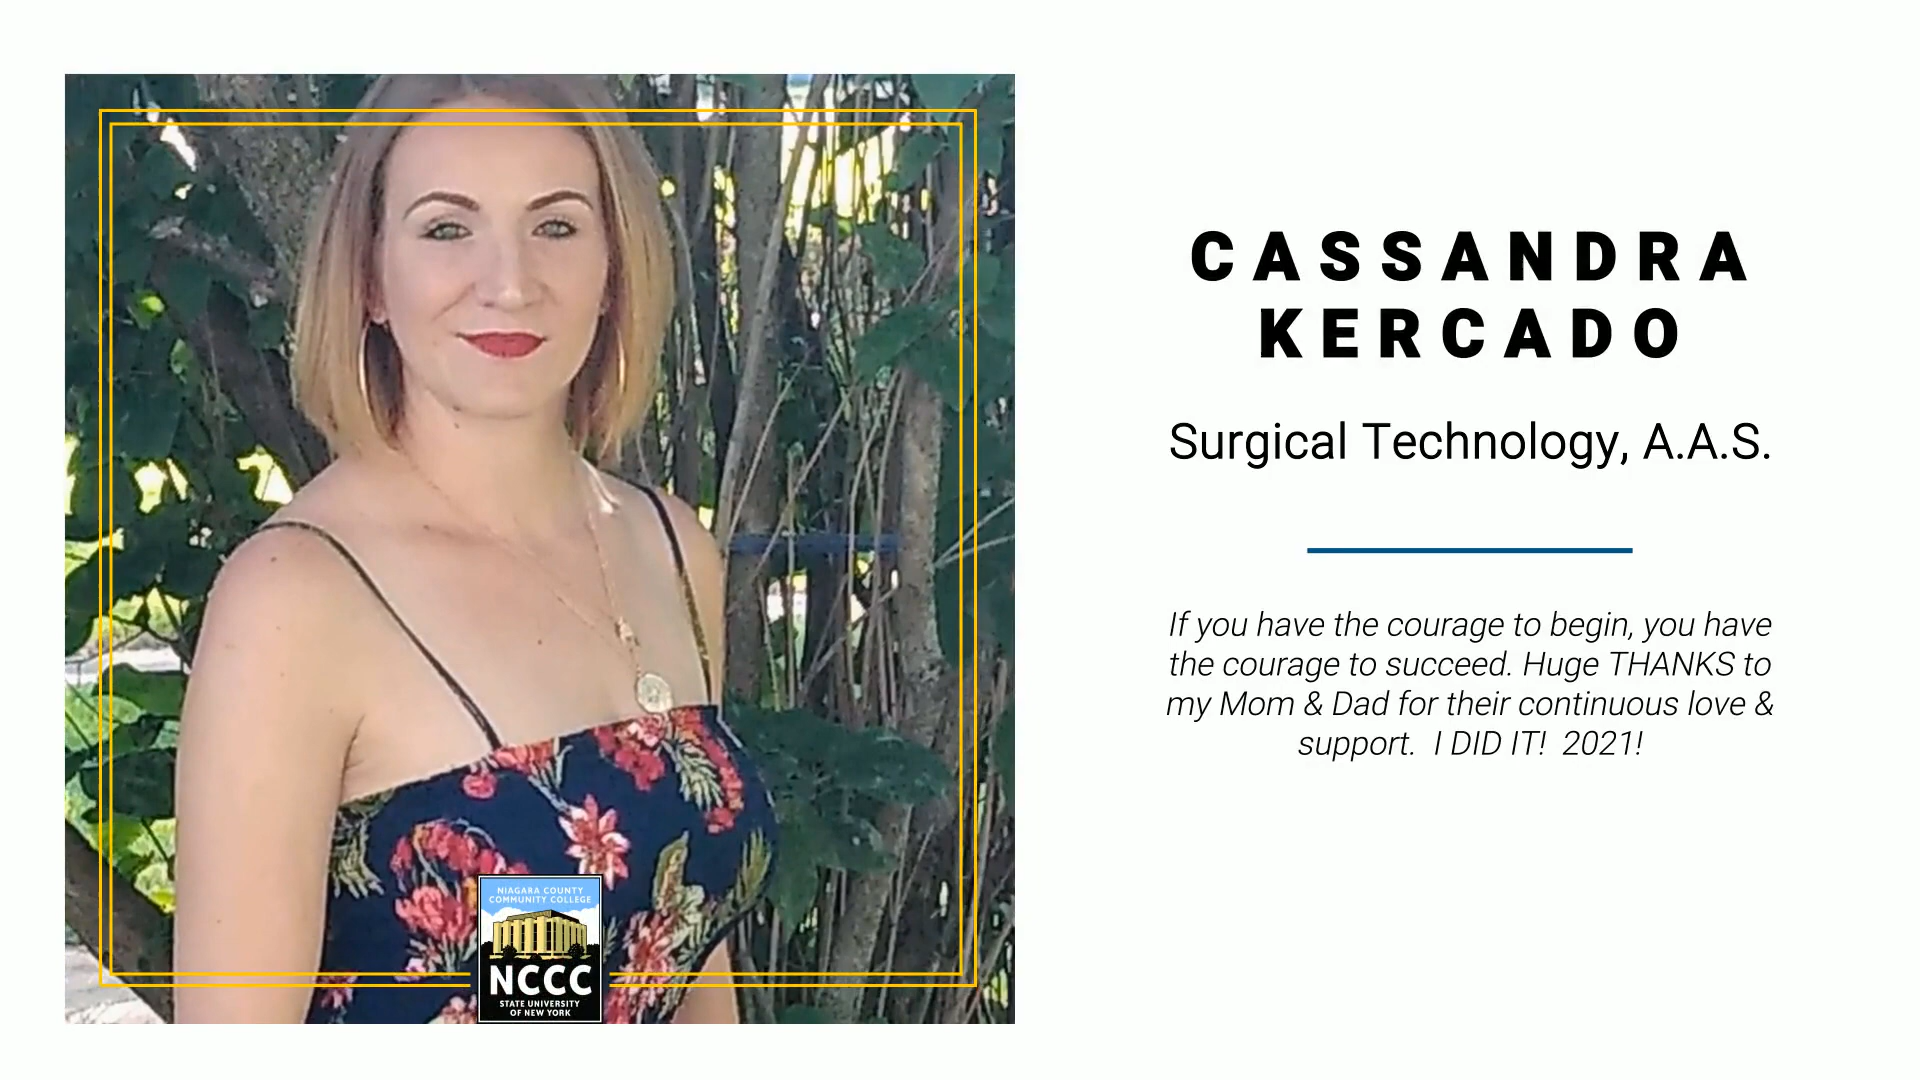 CASSANDRA
KERCADO
Surgical Technology, A.A.S.
If you have the courage to begin, you have
the courage to succeed. Huge THANKS to
my Mom & Dad for their continuous love &
support.  I DID IT!  2021!
NIAGARA COUNTY
COMMUNITY COLLEGE
NCCC
STATE UNIVERSITY
OF NEW YORK